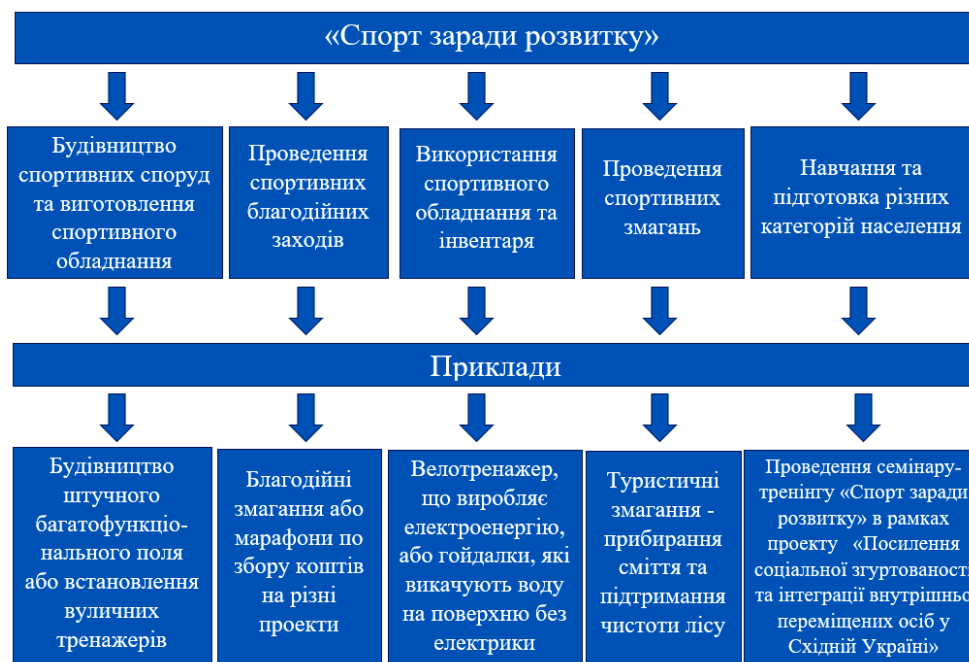 «Спорт заради розвитку»
Будівництво
спортивних споруд
та виготовлення
спортивного
обладнання
Проведення
спортивних
благодійних
заходів
Використання
спортивного
обладнання та
інвентаря
Проведення
спортивних
змагань
Навчання та
підготовка різних
категорій населення
Приклади
Будівництво
штучного
багатофункціо-
нального поля
або встановлення
вуличних
тренажерів
Благодійні
змагання або
марафони по
збору коштів
на різні
проекти
Велотренажер,
що виробляє
електроенергію,
або гойдалки, які
викачують воду
на поверхню без
електрики
Туристичні
змагання -
прибирання
сміття та
підтримання
чистоти лісу
Проведення семінару-
тренінгу «Спорт заради
розвитку» в рамках
проекту «Посилення
соціальної згуртованості
та інтеграції внутрішньо
переміщених осіб у
Східній Україні»